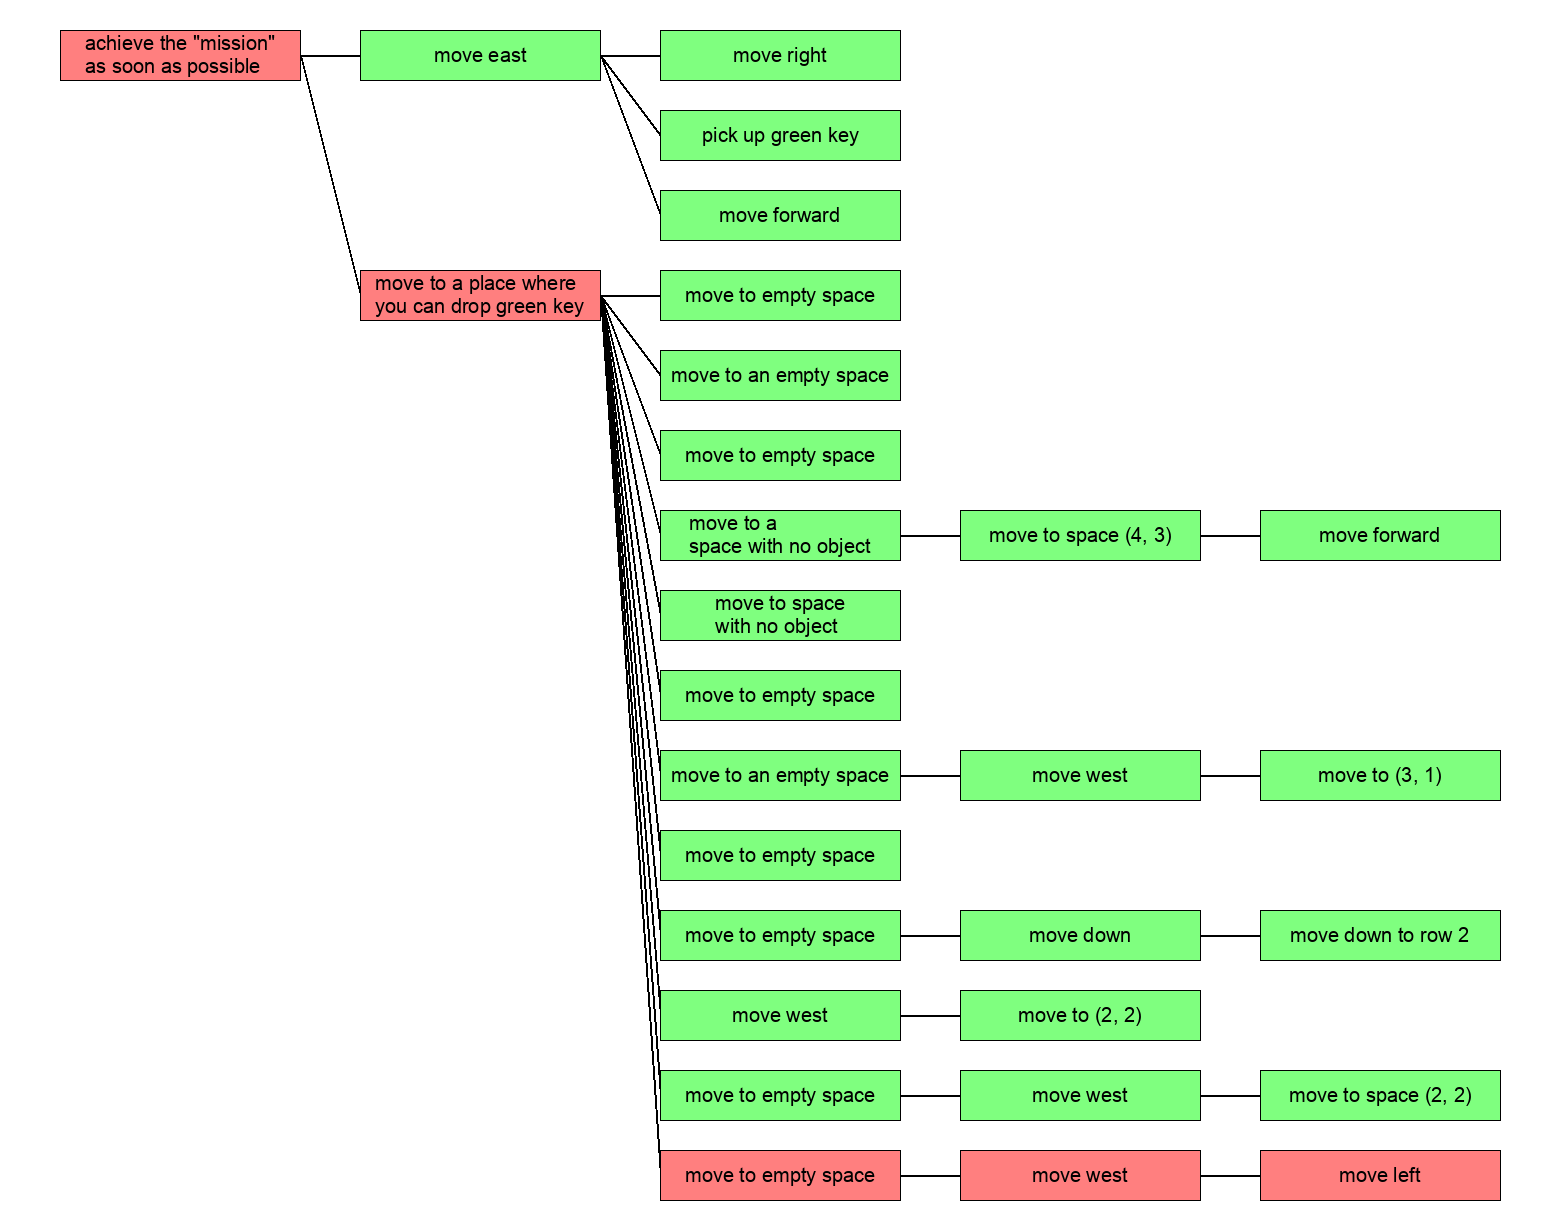 achieve the "mission"
as soon as possible
move east
move right
pick up green key
move forward
move to a place where
you can drop green key
move to empty space
move to an empty space
move to empty space
move to a
space with no object
move to space (4, 3)
move forward
move to space
with no object
move to empty space
move to an empty space
move west
move to (3, 1)
move to empty space
move to empty space
move down
move down to row 2
move west
move to (2, 2)
move to empty space
move west
move to space (2, 2)
move to empty space
move west
move left